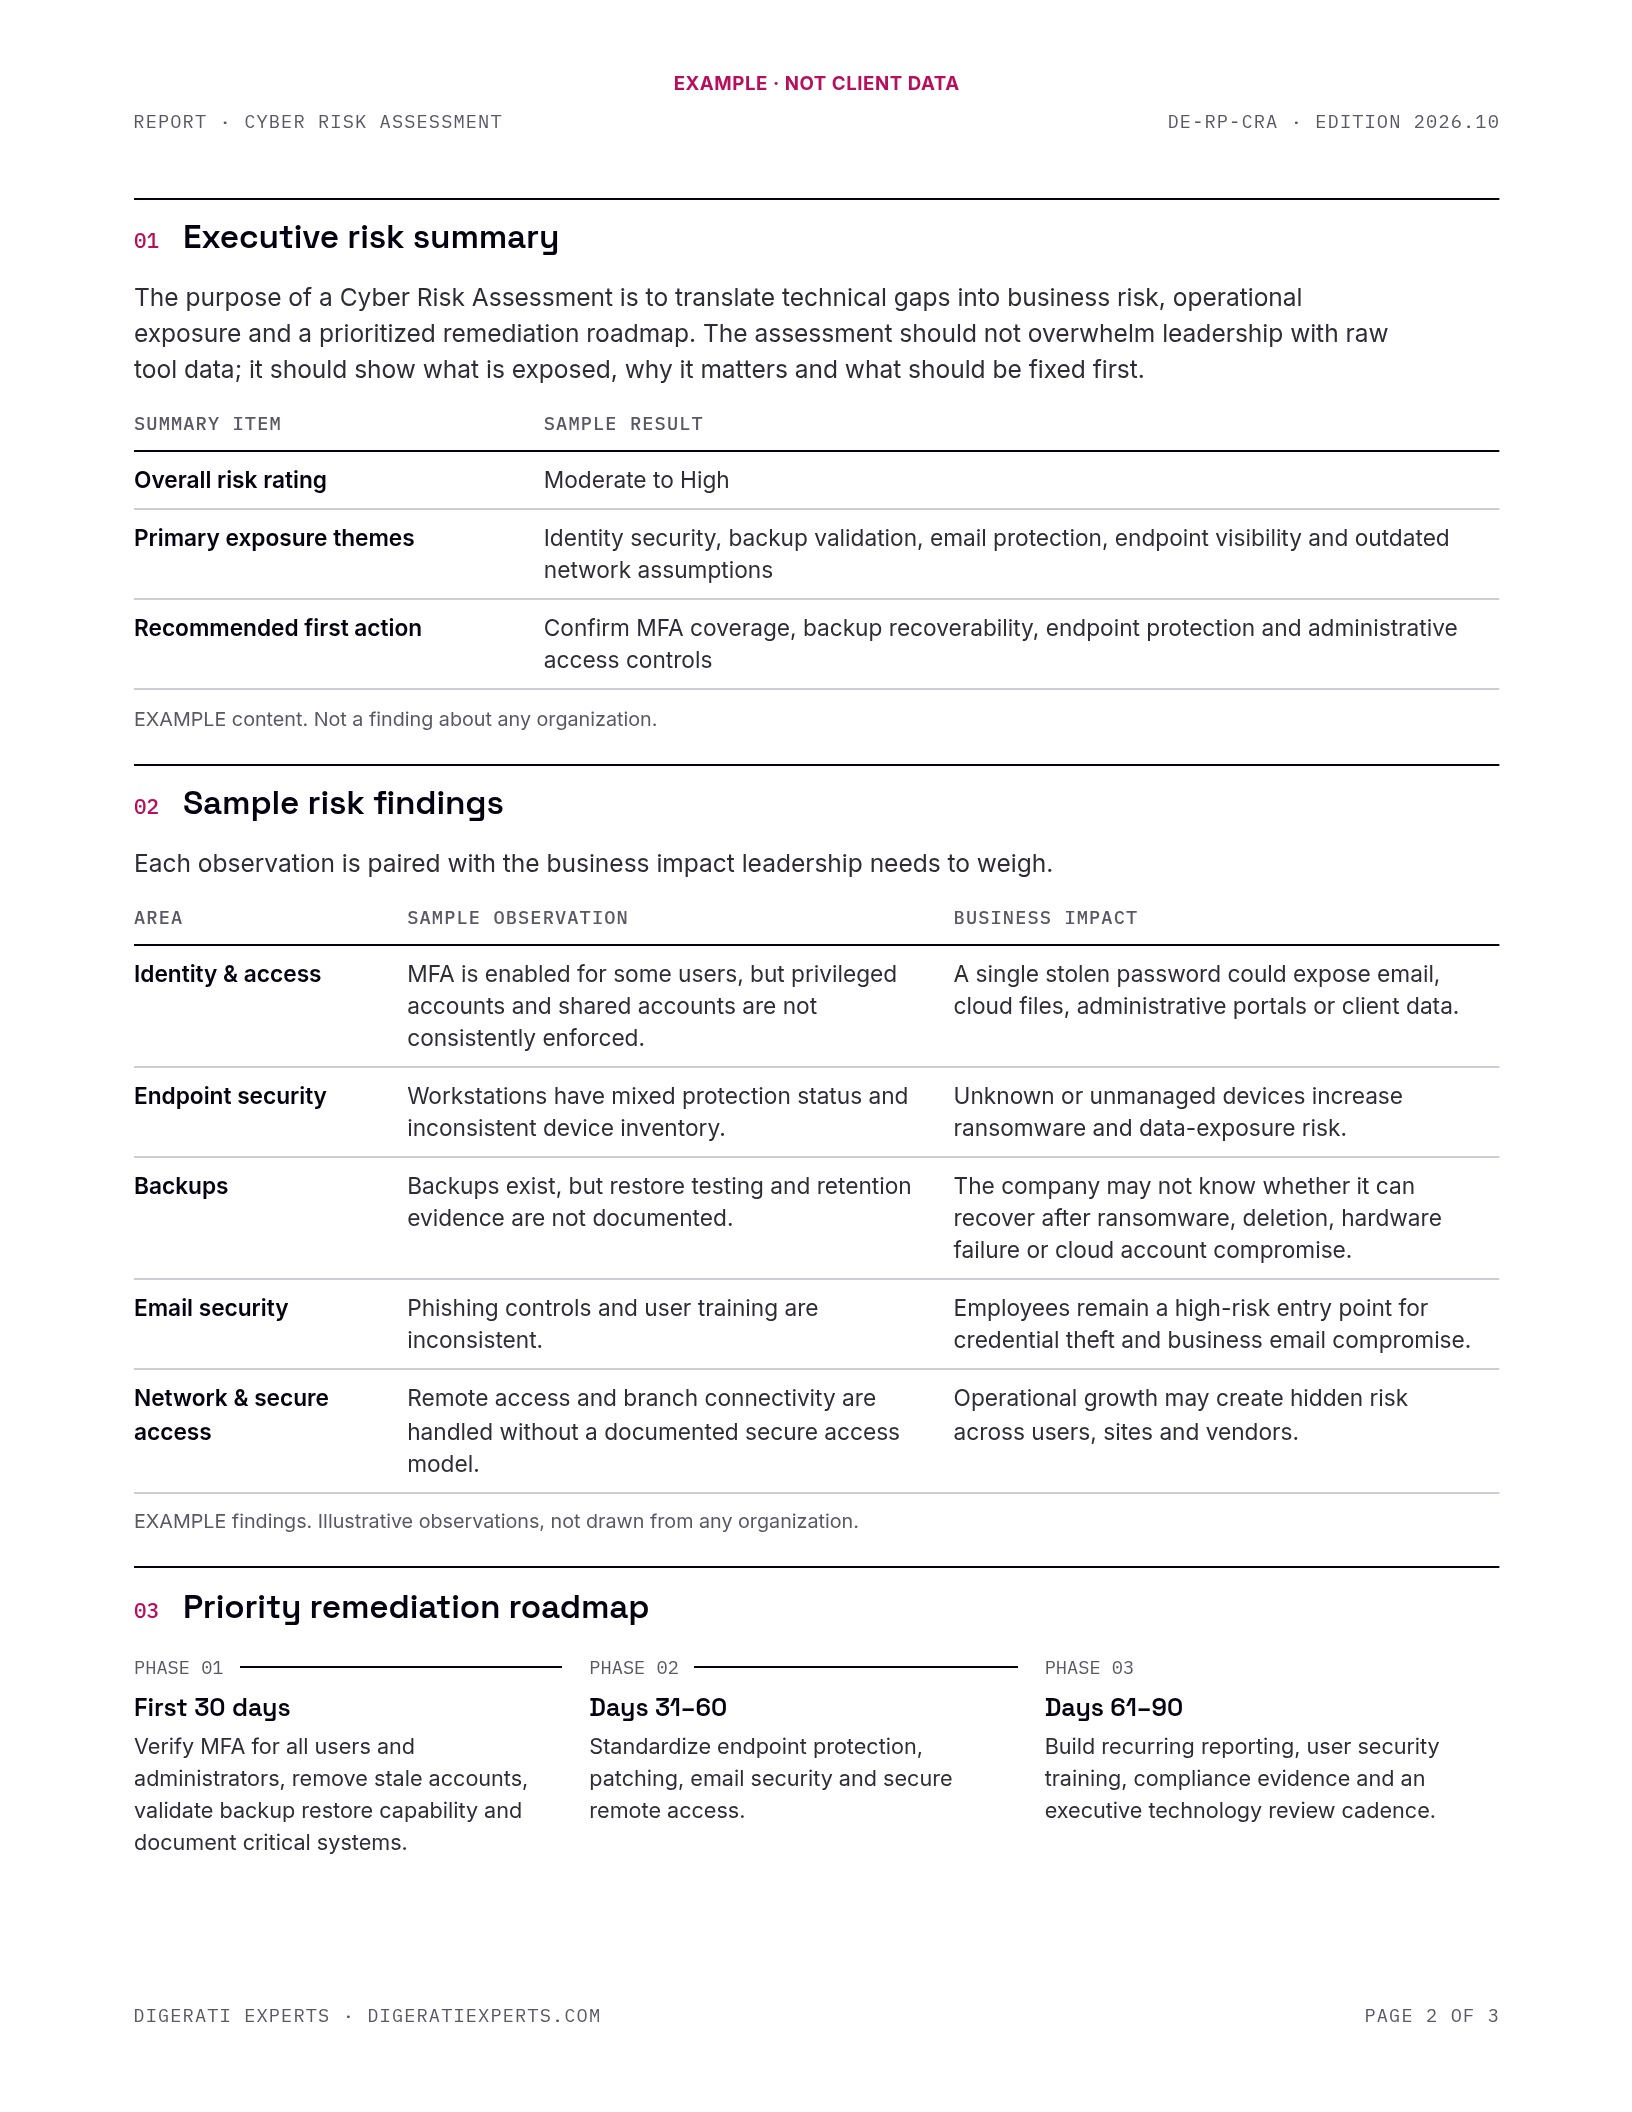 EXAMPLE · NOT CLIENT DATA
REPORT · CYBER RISK ASSESSMENT
DE-RP-CRA · EDITION 2026.10
01 Executive risk summary
The purpose of a Cyber Risk Assessment is to translate technical gaps into business risk, operational
exposure and a prioritized remediation roadmap. The assessment should not overwhelm leadership with raw
tool data; it should show what is exposed, why it matters and what should be fixed first.
SUMMARY ITEM
SAMPLE RESULT
Overall risk rating
Moderate to High
Primary exposure themes
Identity security, backup validation, email protection, endpoint visibility and outdated
network assumptions
Recommended first action
Confirm MFA coverage, backup recoverability, endpoint protection and administrative
access controls
EXAMPLE content. Not a finding about any organization.
02 Sample risk findings
Each observation is paired with the business impact leadership needs to weigh.
AREA
SAMPLE OBSERVATION
BUSINESS IMPACT
Identity & access
MFA is enabled for some users, but privileged
accounts and shared accounts are not
consistently enforced.
A single stolen password could expose email,
cloud files, administrative portals or client data.
Endpoint security
Workstations have mixed protection status and
inconsistent device inventory.
Unknown or unmanaged devices increase
ransomware and data-exposure risk.
Backups
Backups exist, but restore testing and retention
evidence are not documented.
The company may not know whether it can
recover after ransomware, deletion, hardware
failure or cloud account compromise.
Email security
Phishing controls and user training are
inconsistent.
Employees remain a high-risk entry point for
credential theft and business email compromise.
Network & secure
access
Remote access and branch connectivity are
handled without a documented secure access
model.
Operational growth may create hidden risk
across users, sites and vendors.
EXAMPLE findings. Illustrative observations, not drawn from any organization.
03 Priority remediation roadmap
PHASE 01
First 30 days
Verify MFA for all users and
administrators, remove stale accounts,
validate backup restore capability and
document critical systems.
PHASE 02
Days 31–60
Standardize endpoint protection,
patching, email security and secure
remote access.
PHASE 03
Days 61–90
Build recurring reporting, user security
training, compliance evidence and an
executive technology review cadence.
DIGERATI EXPERTS · DIGERATIEXPERTS.COM
PAGE 2 OF 3